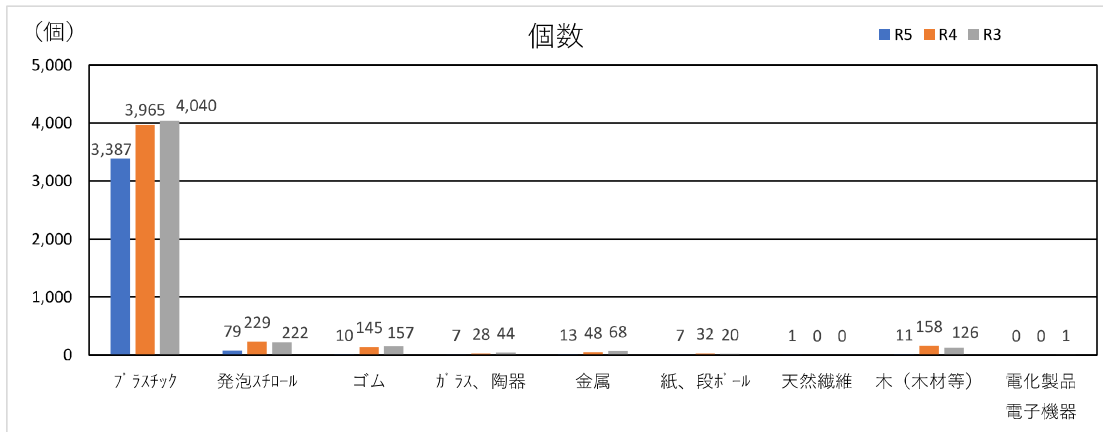 （個）
個数
R5 R4 R3
5,000
4,000
3,000
2,000
1,000
0
3,387 3,965 4,040
79 229 222
10 145 157
7 28 44
13 48 68
7 32 20
1 0 0
11 158 126
0 0 1
ﾌﾟﾗｽﾁｯｸ
発泡ｽﾁﾛｰﾙ
ゴム
ｶﾞﾗｽ、陶器
金属
紙、段ﾎﾞｰﾙ
天然繊維
木（木材等）
電化製品
電子機器